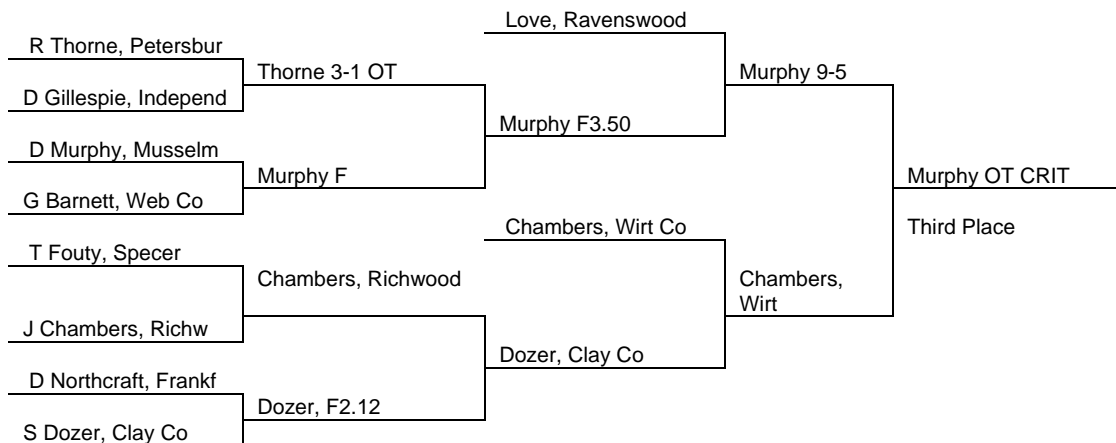 Love, Ravenswood
R Thorne, Petersbur
Thorne 3-1 OT
Murphy 9-5
D Gillespie, Independ
Murphy F3.50
D Murphy, Musselm
Murphy F
Murphy OT CRIT
G Barnett, Web Co
Chambers, Wirt Co
Third Place
T Fouty, Specer
Chambers, Richwood
Chambers,
Wirt
J Chambers, Richw
Dozer, Clay Co
D Northcraft, Frankf
Dozer, F2.12
S Dozer, Clay Co